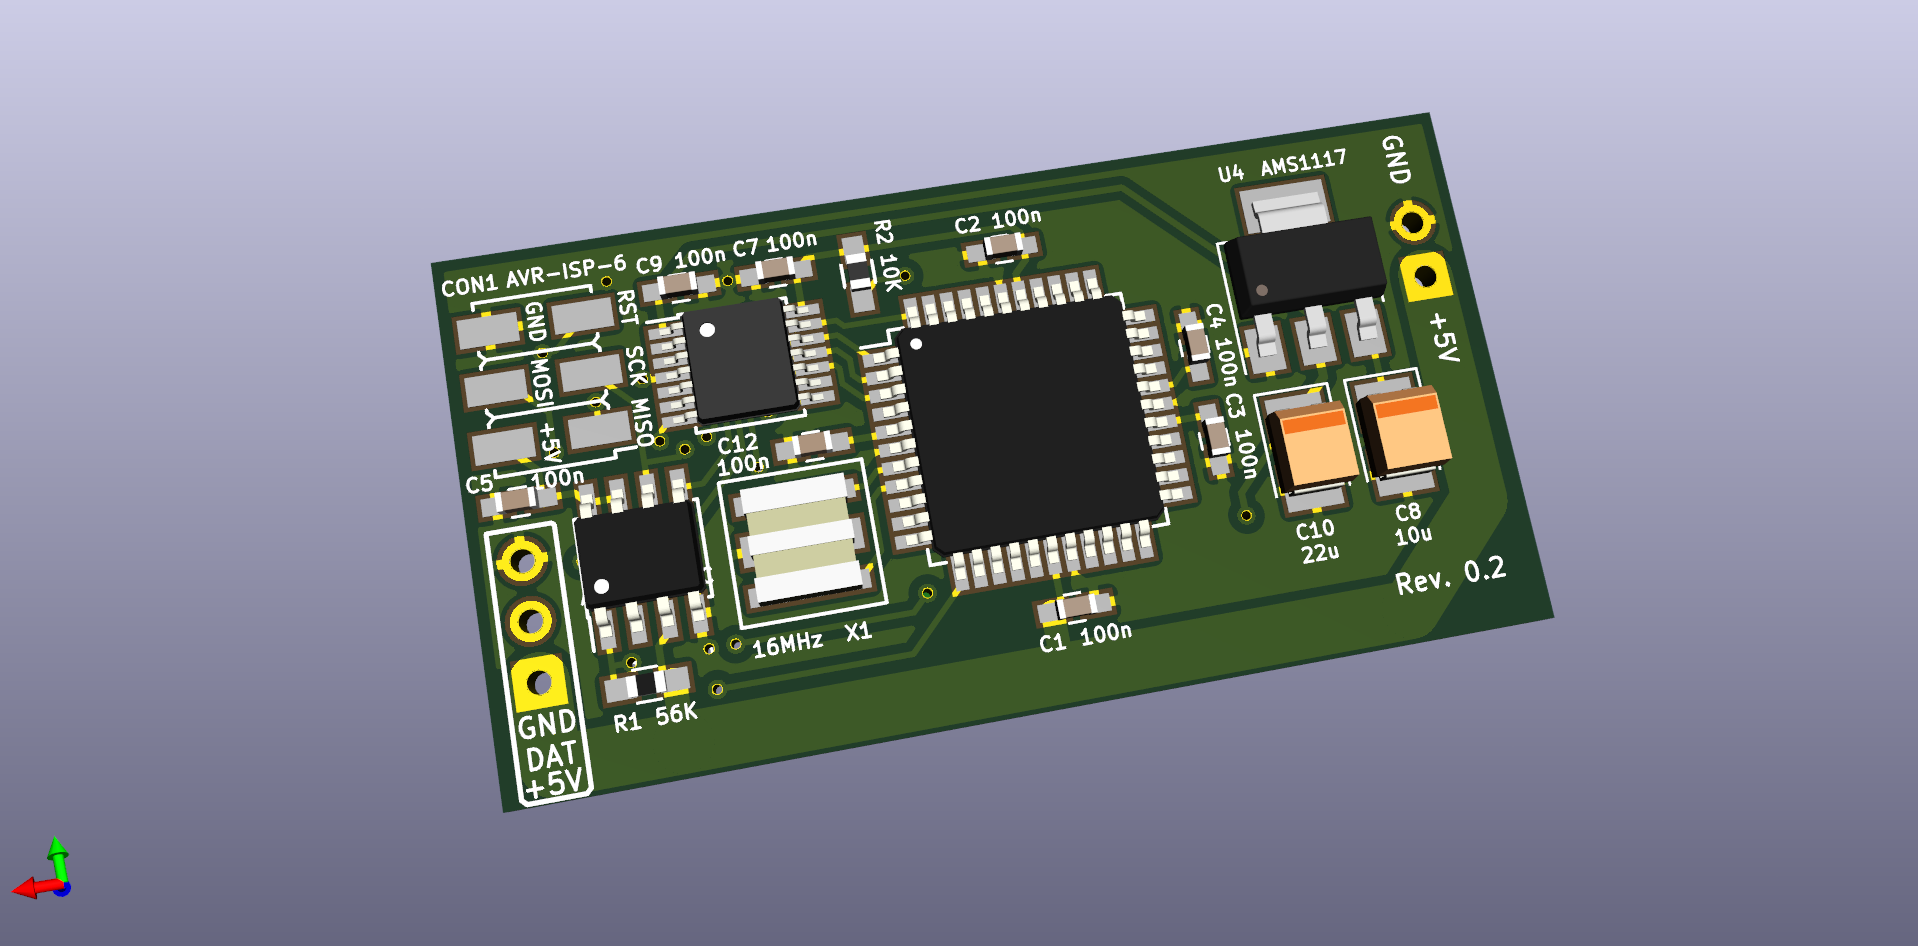 CON1 AVR-ISP-6
GND
RST
MOSI
SCK
+5V
MISO
C9 100n
C7 100n
R2 10K
C2 100n
U4 AMS1117
GND
+5V
C4 100n
C3 100n
C12
100n
C5 100n
16MHz X1
C1 100n
C10
22u
C8
10u
Rev. 0.2
R1 56K
GND
DAT
+5V